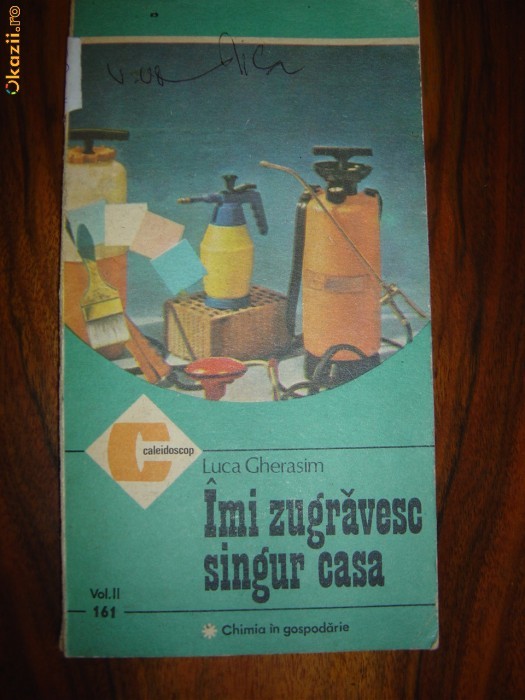 Okazii.ro
caleidoscop
Luca Gherasim
Îmi zugrăvesc
singur casa
Vol. II
161
Chimia în gospodărie